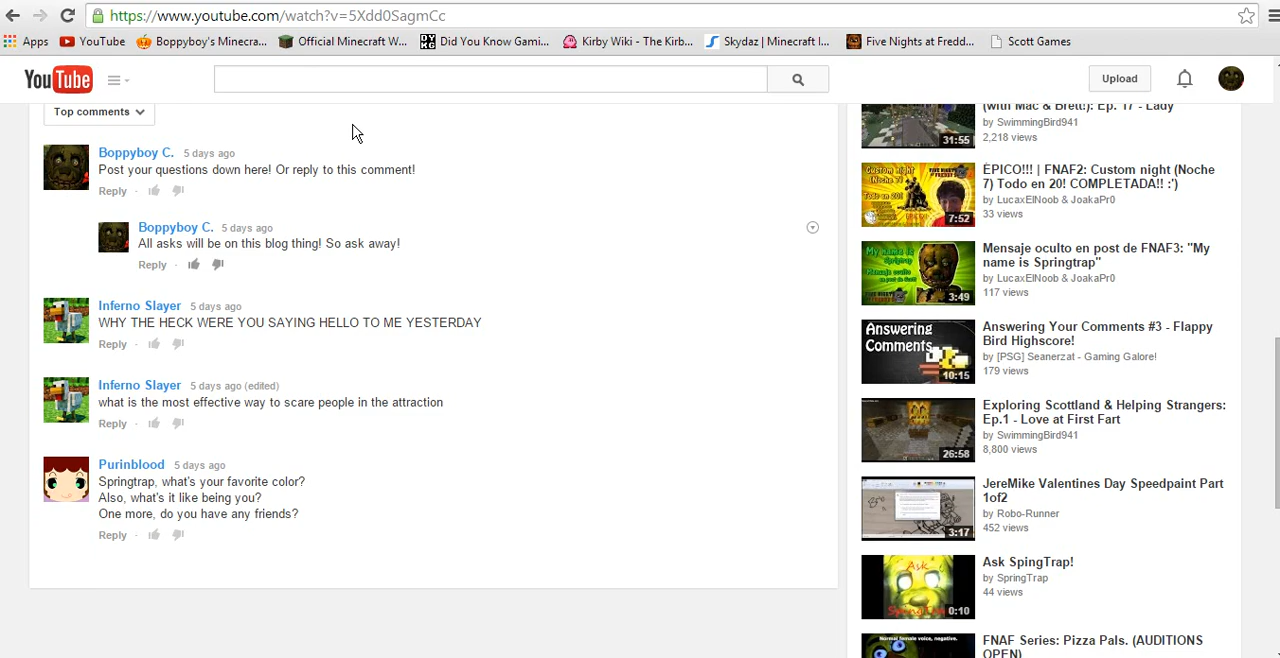 https://www.youtube.com/watch?v=5Xdd0SagmCc
Apps YouTube Boppyboy's Minecra... Official Minecraft W... Did You Know Gami... Kirby Wiki - The Kirb... Skydaz | Minecraft I... Five Nights at Fredd... Scott Games
YouTube
Upload
Top comments
Boppyboy C. 5 days ago
Post your questions down here! Or reply to this comment!
Reply
Boppyboy C. 5 days ago
All asks will be on this blog thing! So ask away!
Reply
Inferno Slayer 5 days ago
WHY THE HECK WERE YOU SAYING HELLO TO ME YESTERDAY
Reply
Inferno Slayer 5 days ago (edited)
what is the most effective way to scare people in the attraction
Reply
Purinblood 5 days ago
Springtrap, what's your favorite color?
Also, what's it like being you?
One more, do you have any friends?
Reply
(with Mac & Brett!): Ep. 17 - Lady
by SwimmingBird941
2,218 views
31:55
ÉPICO!!! | FNAF2: Custom night (Noche
7) Todo en 20! COMPLETADA!! :')
by LucaxElNoob & JoakaPr0
33 views
7:52
Mensaje oculto en post de FNAF3: "My
name is Springtrap"
by LucaxElNoob & JoakaPr0
117 views
3:49
Answering
Comments
10:15
Answering Your Comments #3 - Flappy
Bird Highscore!
by [PSG] Seanerzat - Gaming Galore!
179 views
Exploring Scottland & Helping Strangers:
Ep.1 - Love at First Fart
by SwimmingBird941
8,800 views
26:58
JereMike Valentines Day Speedpaint Part
1of2
by Robo-Runner
452 views
3:17
Ask SpingTrap!
by SpringTrap
44 views
Ask
0:10
Normal female voice, negative.
FNAF Series: Pizza Pals. (AUDITIONS
OPEN)